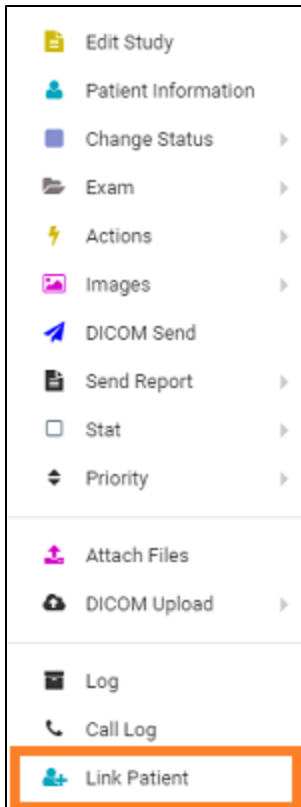 Edit Study
Patient Information
Change Status
Exam
Actions
Images
DICOM Send
Send Report
Stat
Priority
Attach Files
DICOM Upload
Log
Call Log
Link Patient